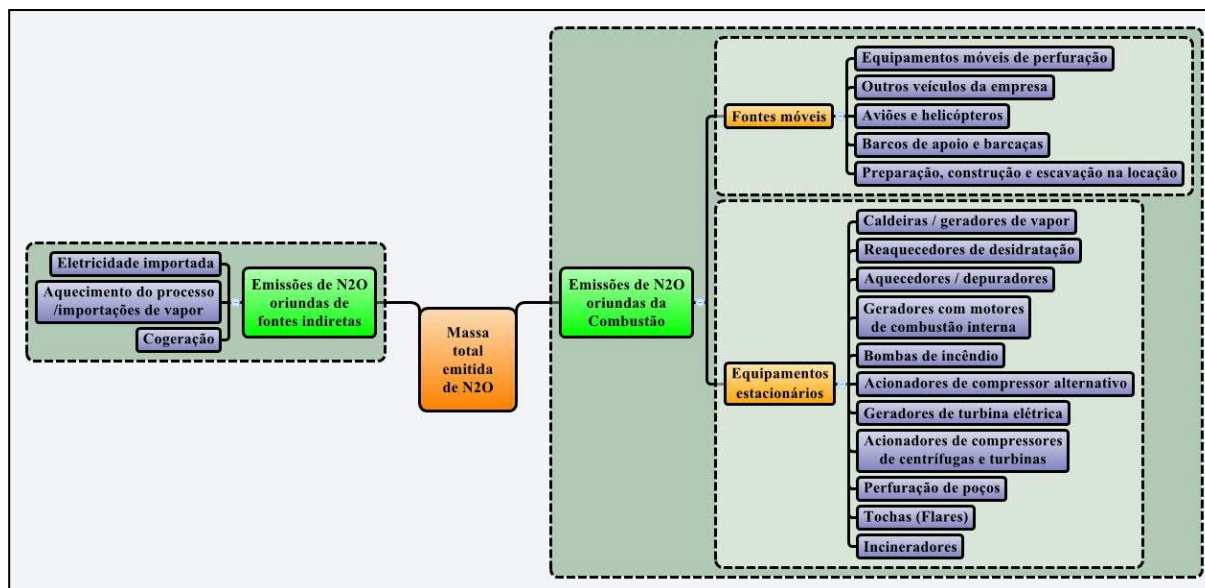 Eletricidade importada
Aquecimento do processo
/importações de vapor
Cogeração
Emissões de N2O
oriundas de
fontes indiretas
Massa
total
emitida
de N2O
Emissões de N2O
oriundas da
Combustão
Fontes móveis
Equipamentos móveis de perfuração
Outros veículos da empresa
Aviões e helicópteros
Barcos de apoio e barcaças
Preparação, construção e escavação na locação
Equipamentos
estacionários
Caldeiras / geradores de vapor
Reaquecedores de desidratação
Aquecedores / depuradores
Geradores com motores
de combustão interna
Bombas de incêndio
Acionadores de compressor alternativo
Geradores de turbina elétrica
Acionadores de compressores
de centrífugas e turbinas
Perfuração de poços
Tochas (Flares)
Incineradores